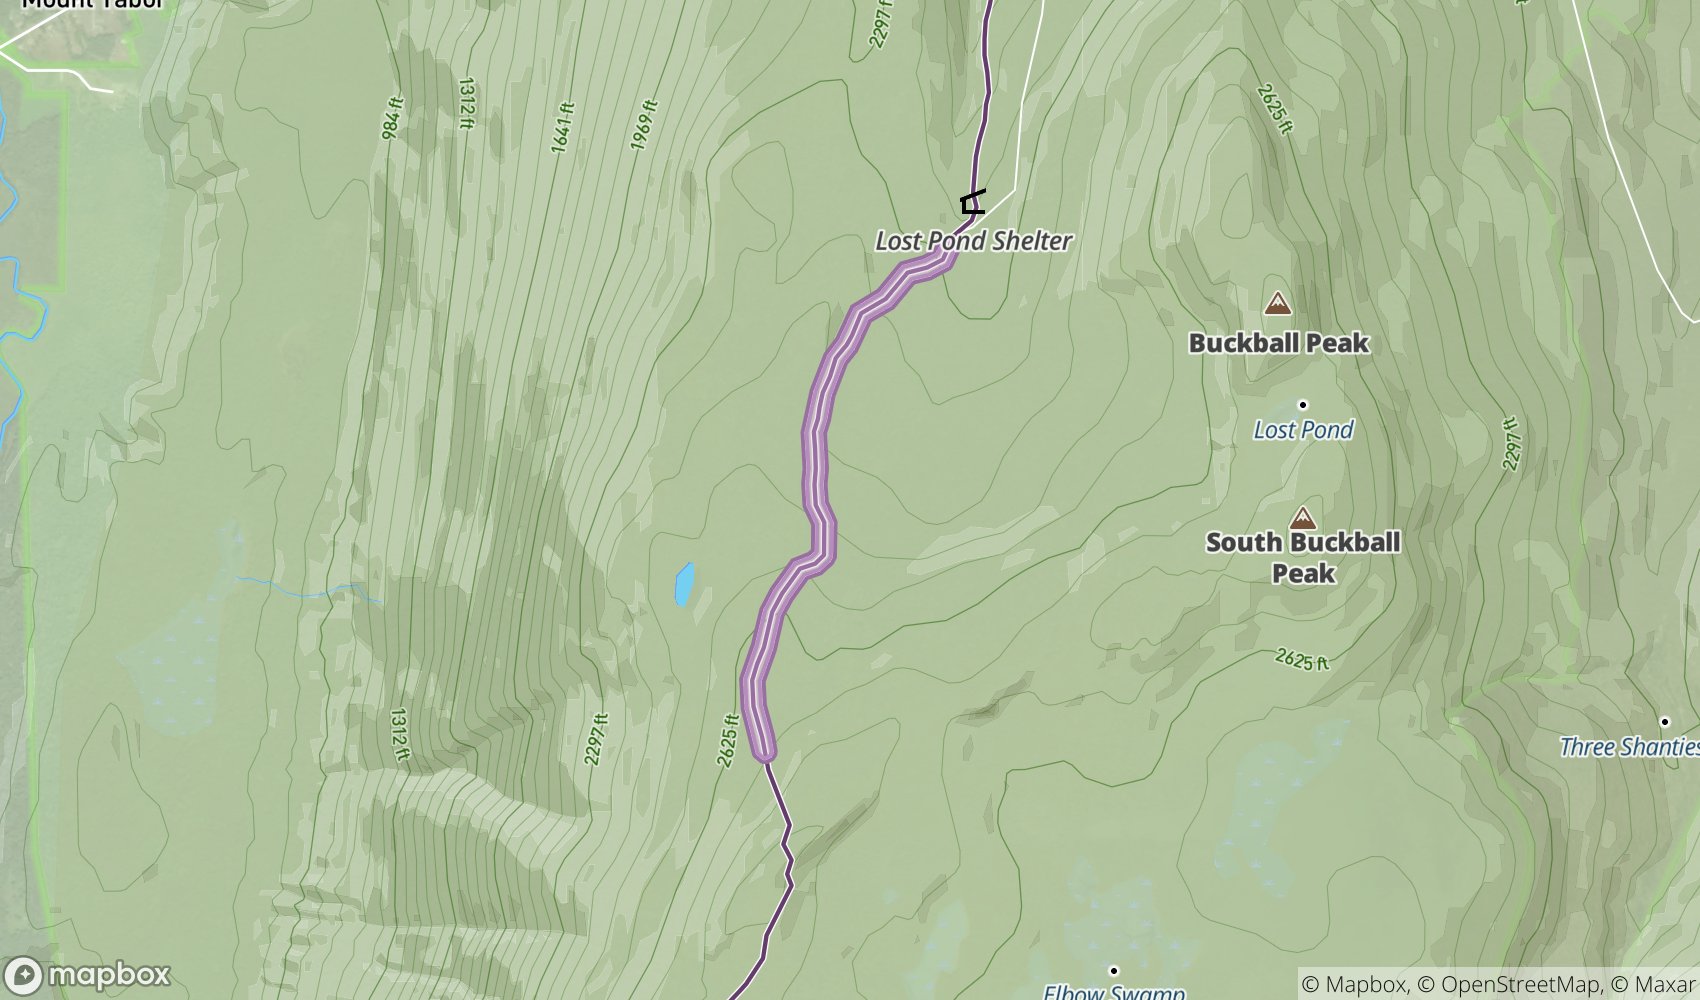 Mount Tabor
2297 ft
984 ft
1312 ft
1641 ft
1969 ft
2625 ft
Lost Pond Shelter
Buckball Peak
Lost Pond
2297 ft
South Buckball
Peak
2625 ft
1312 ft
2297 ft
2625 ft
Three Shanties
Elbow Swamp
mapbox
© Mapbox, © OpenStreetMap, © Maxar